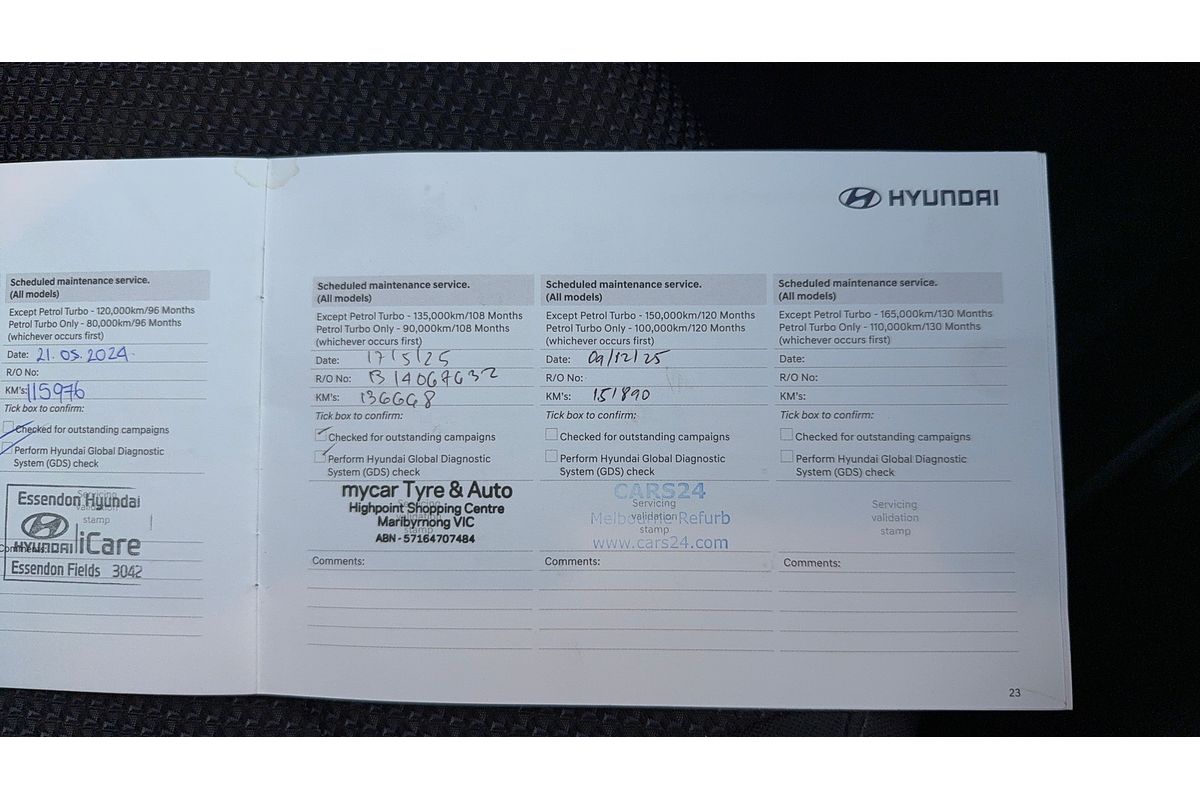 HYUNDAI
Scheduled maintenance service.
(All models)
Except Petrol Turbo - 120,000km/96 Months
Petrol Turbo Only - 80,000km/96 Months
(whichever occurs first)
Date: 21.05.2024
R/O No:
KM's: 115976
Tick box to confirm:
Checked for outstanding campaigns
Perform Hyundai Global Diagnostic
System (GDS) check
Servicing
validation
stamp
Essendon Hyundai
HYUNDAI iCare
Essendon Fields 3042
Comments:
Scheduled maintenance service.
(All models)
Except Petrol Turbo - 135,000km/108 Months
Petrol Turbo Only - 90,000km/108 Months
(whichever occurs first)
Date: 17/5/25
R/O No:
KM's: 136668
Tick box to confirm:
Checked for outstanding campaigns
Perform Hyundai Global Diagnostic
System (GDS) check
Servicing
validation
stamp
mycar Tyre & Auto
Highpoint Shopping Centre
Maribyrnong VIC
ABN - 57164707484
Comments:
Scheduled maintenance service.
(All models)
Except Petrol Turbo - 150,000km/120 Months
Petrol Turbo Only - 100,000km/120 Months
(whichever occurs first)
Date: 09/12/25
R/O No:
KM's: 151890
Tick box to confirm:
Checked for outstanding campaigns
Perform Hyundai Global Diagnostic
System (GDS) check
Servicing
validation
stamp
CARS24
Melbourne Refurb
www.cars24.com
Comments:
Scheduled maintenance service.
(All models)
Except Petrol Turbo - 165,000km/130 Months
Petrol Turbo Only - 110,000km/130 Months
(whichever occurs first)
Date:
R/O No:
KM's:
Tick box to confirm:
Checked for outstanding campaigns
Perform Hyundai Global Diagnostic
System (GDS) check
Servicing
validation
stamp
Comments:
23